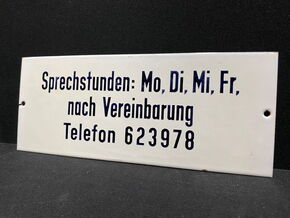 Sprechstunden: Mo, Di, Mi, Fr,
nach Vereinbarung
Telefon 623978